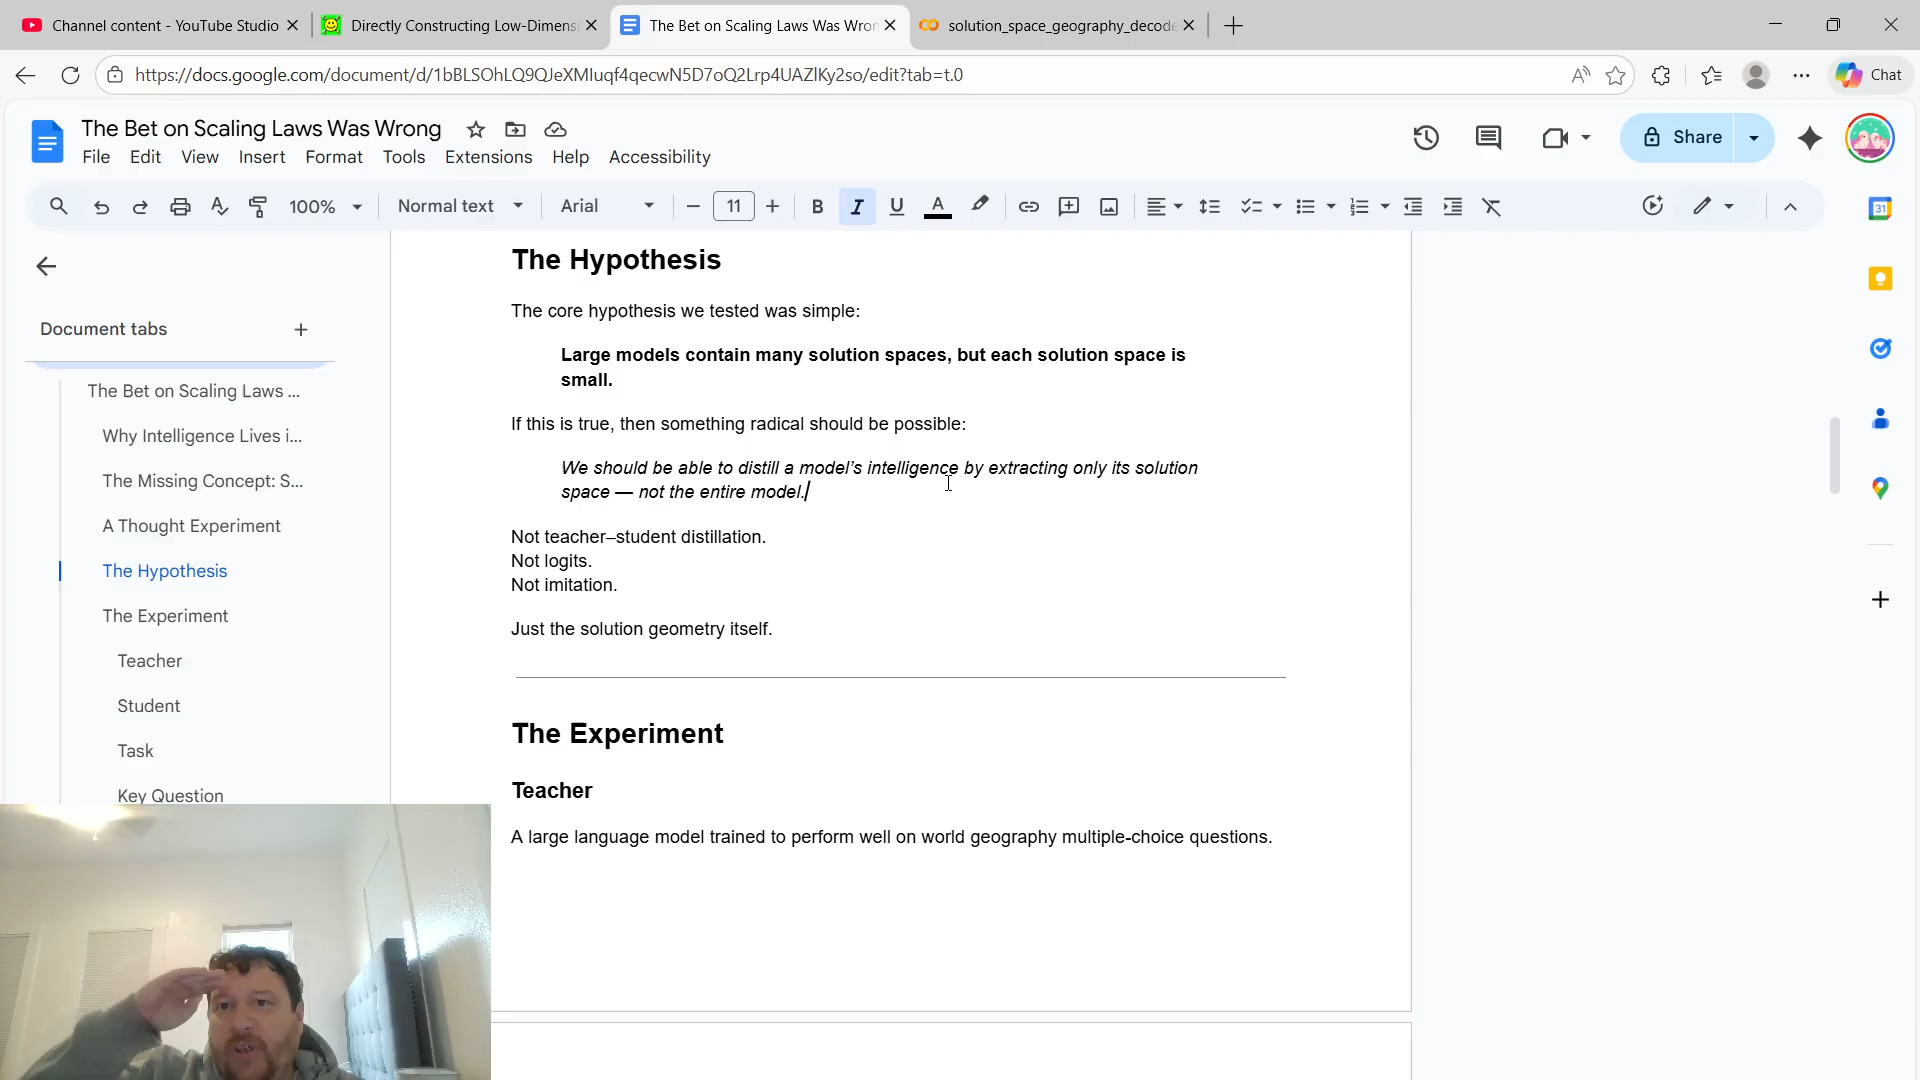 Channel content - YouTube Studio
Directly Constructing Low-Dimens
The Bet on Scaling Laws Was Wron
solution_space_geography_decode
https://docs.google.com/document/d/1bBLSOhLQ9QJeXMIuqf4qecwN5D7oQ2Lrp4UAZlKy2so/edit?tab=t.0
Chat
The Bet on Scaling Laws Was Wrong
File Edit View Insert Format Tools Extensions Help Accessibility
Share
100% Normal text Arial 11
31
Document tabs
The Bet on Scaling Laws ...
Why Intelligence Lives i...
The Missing Concept: S...
A Thought Experiment
The Hypothesis
The Experiment
Teacher
Student
Task
Key Question
The Hypothesis
The core hypothesis we tested was simple:
Large models contain many solution spaces, but each solution space is
small.
If this is true, then something radical should be possible:
We should be able to distill a model’s intelligence by extracting only its solution
space — not the entire model.
Not teacher–student distillation.
Not logits.
Not imitation.
Just the solution geometry itself.
The Experiment
Teacher
A large language model trained to perform well on world geography multiple-choice questions.